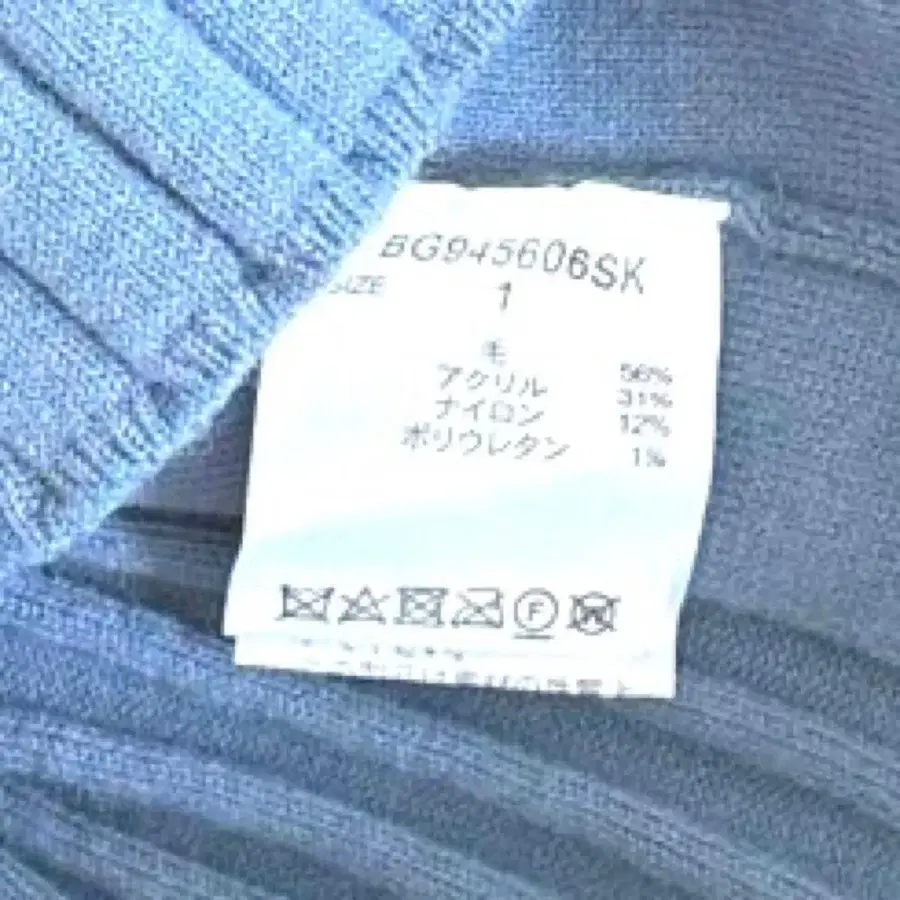 BG945606SK
SIZE 1
毛 56%
アクリル 31%
ナイロン 12%
ポリウレタン 1%
F W